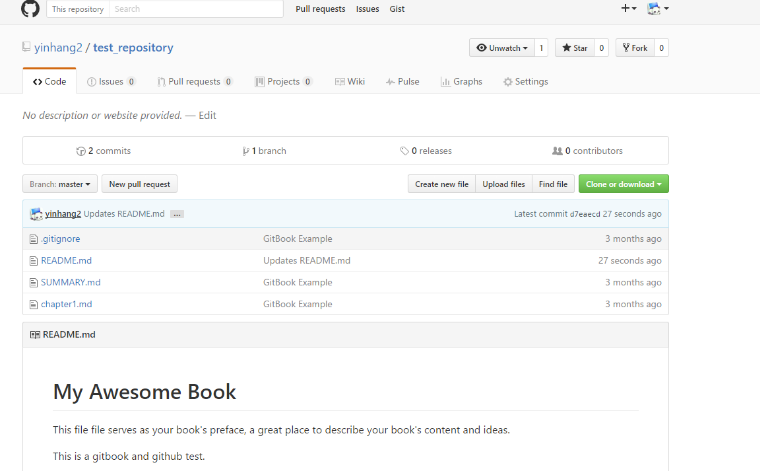 This repository Search Pull requests Issues Gist
yinhang2 / test_repository Unwatch 1 Star 0 Fork 0
Code Issues 0 Pull requests 0 Projects 0 Wiki Pulse Graphs Settings
No description or website provided. — Edit
2 commits 1 branch 0 releases 0 contributors
Branch: master New pull request Create new file Upload files Find file Clone or download
yinhang2 Updates README.md ... Latest commit d7eaecd 27 seconds ago
.gitignore GitBook Example 3 months ago
README.md Updates README.md 27 seconds ago
SUMMARY.md GitBook Example 3 months ago
chapter1.md GitBook Example 3 months ago
README.md
My Awesome Book
This file file serves as your book's preface, a great place to describe your book's content and ideas.
This is a gitbook and github test.